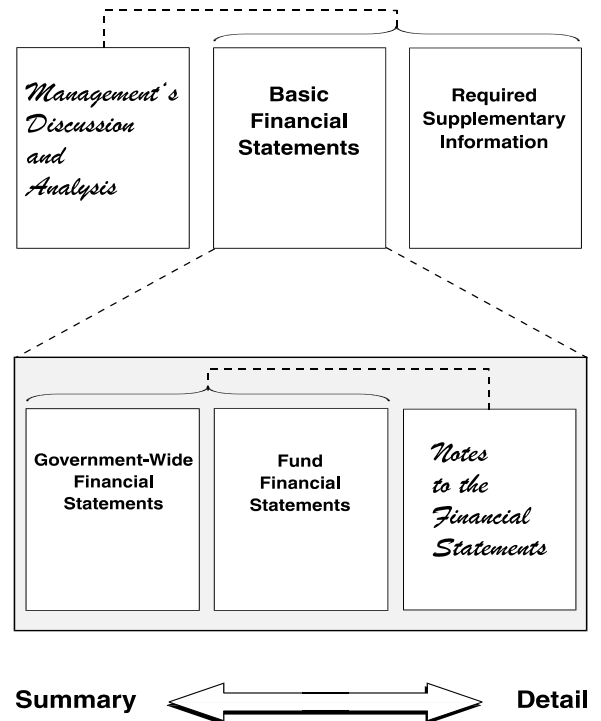 Management's
Discussion
and
Analysis
Basic
Financial
Statements
Required
Supplementary
Information
Government-Wide
Financial
Statements
Fund
Financial
Statements
Notes
to the
Financial
Statements
Summary
Detail